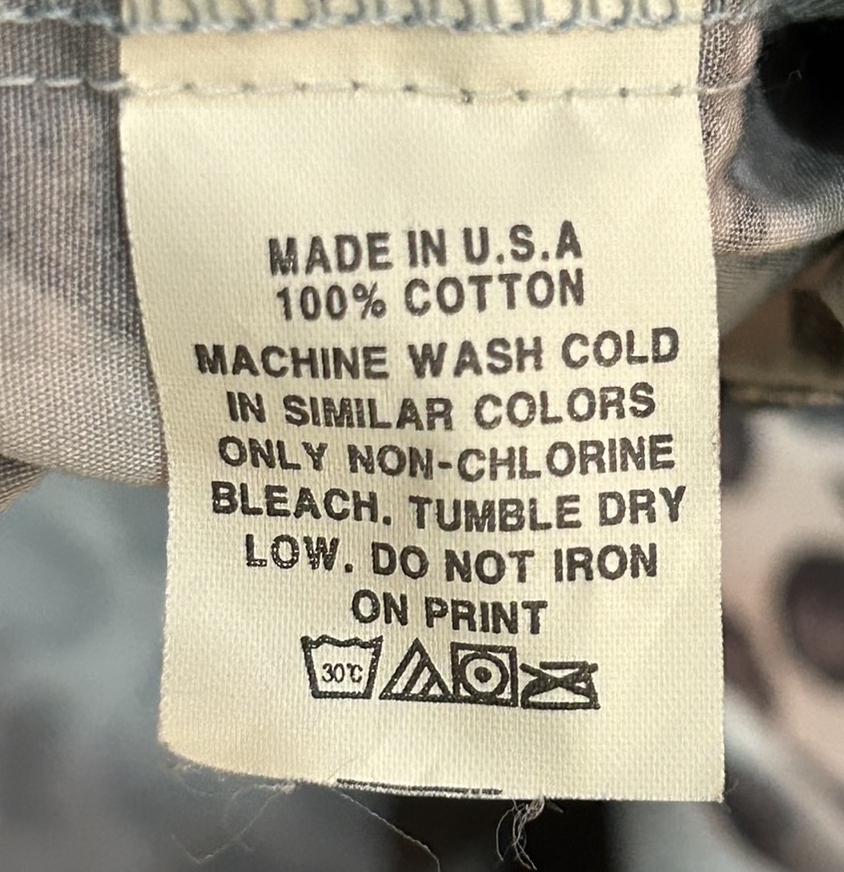 MADE IN U.S.A
100% COTTON
MACHINE WASH COLD
IN SIMILAR COLORS
ONLY NON-CHLORINE
BLEACH. TUMBLE DRY
LOW. DO NOT IRON
ON PRINT
30°C